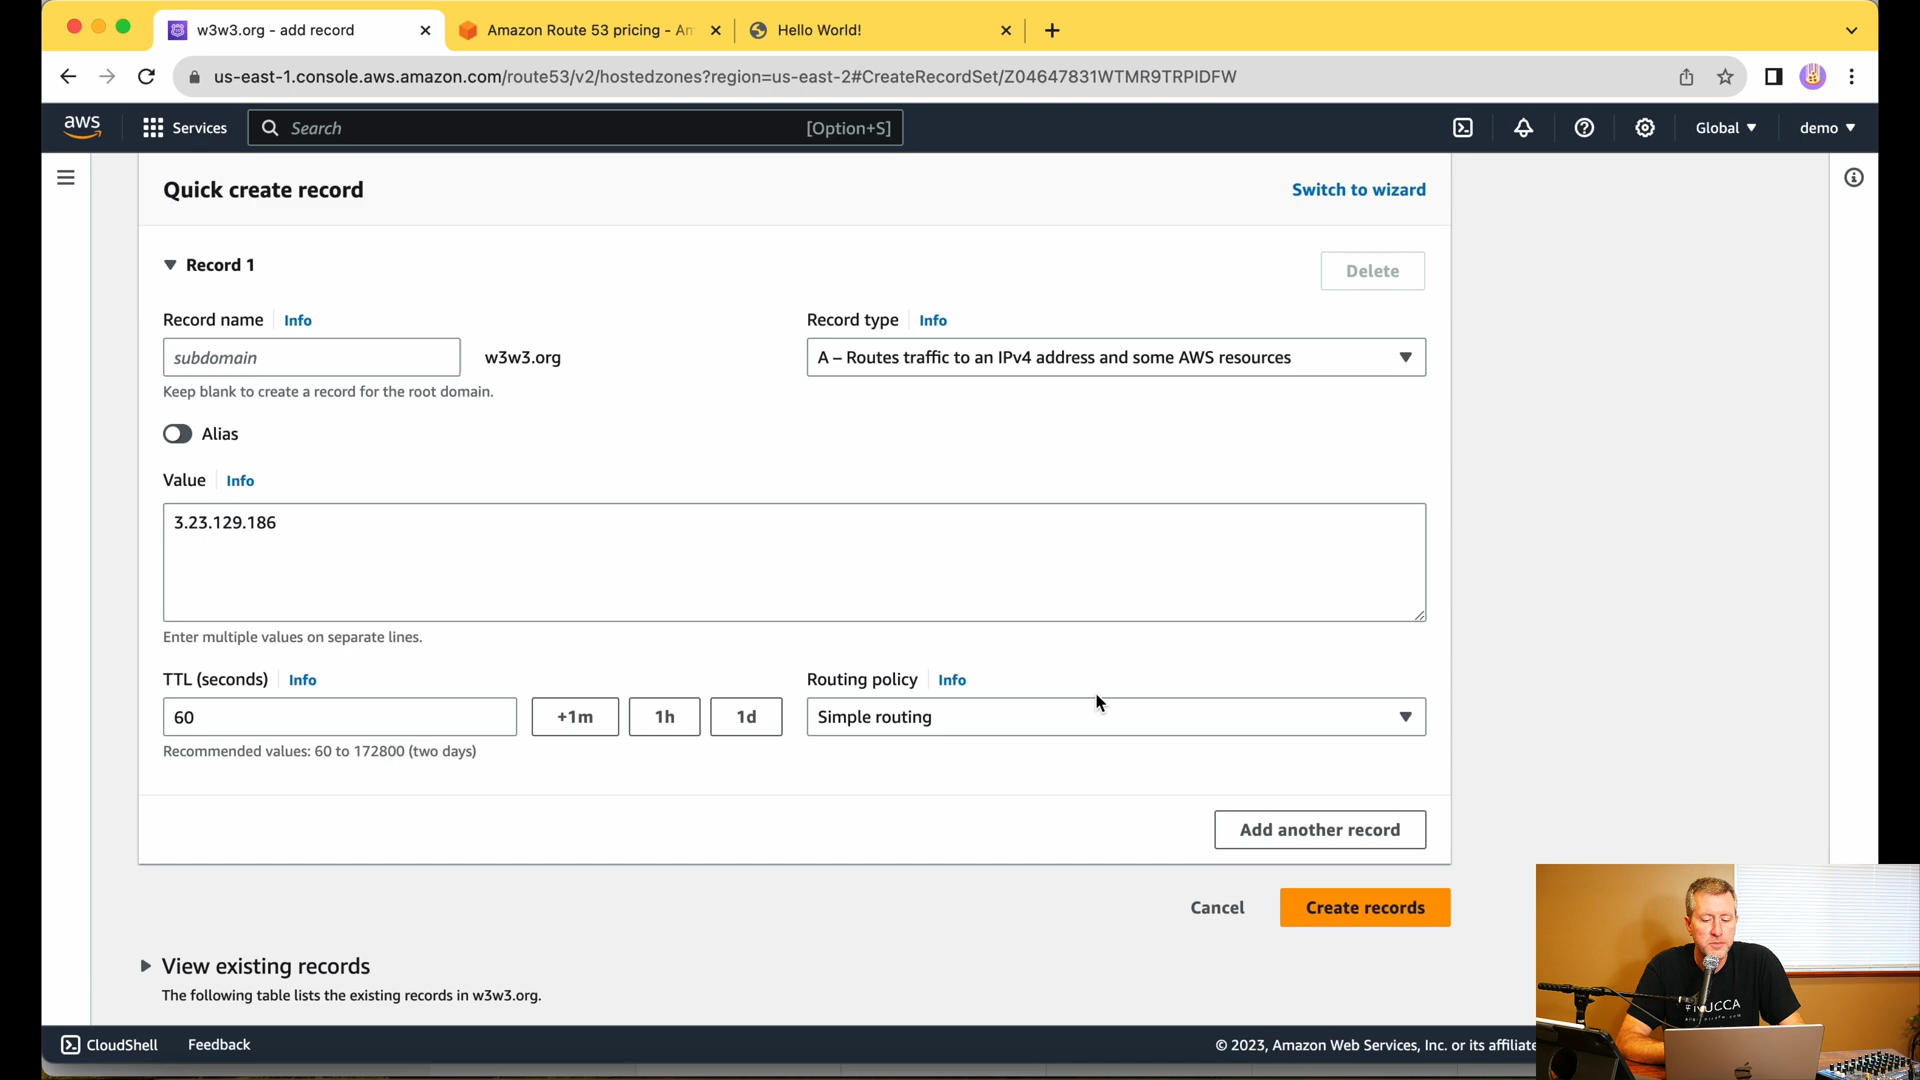 w3w3.org - add record
Amazon Route 53 pricing - Am
Hello World!
us-east-1.console.aws.amazon.com/route53/v2/hostedzones?region=us-east-2#CreateRecordSet/Z04647831WTMR9TRPIDFW
aws
Services
Search
[Option+S]
Global
demo
Quick create record
Switch to wizard
Record 1
Delete
Record name Info
Record type Info
subdomain
w3w3.org
A – Routes traffic to an IPv4 address and some AWS resources
Keep blank to create a record for the root domain.
Alias
Value Info
3.23.129.186
Enter multiple values on separate lines.
TTL (seconds) Info
Routing policy Info
60
+1m
1h
1d
Simple routing
Recommended values: 60 to 172800 (two days)
Add another record
Cancel
Create records
View existing records
The following table lists the existing records in w3w3.org.
CloudShell
Feedback
© 2023, Amazon Web Services, Inc. or its affiliate